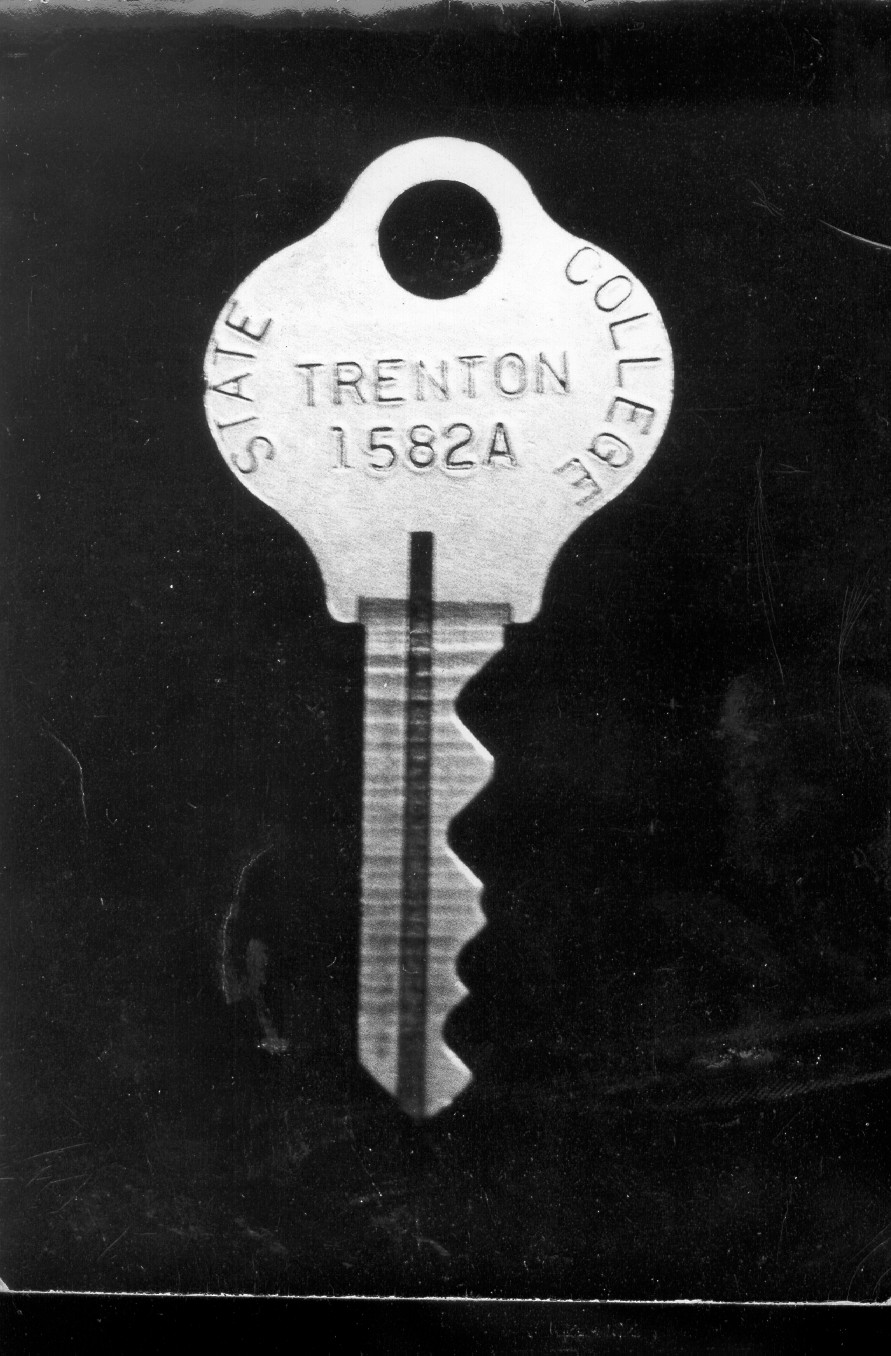 STATE
TRENTON
1582A
COLLEGE